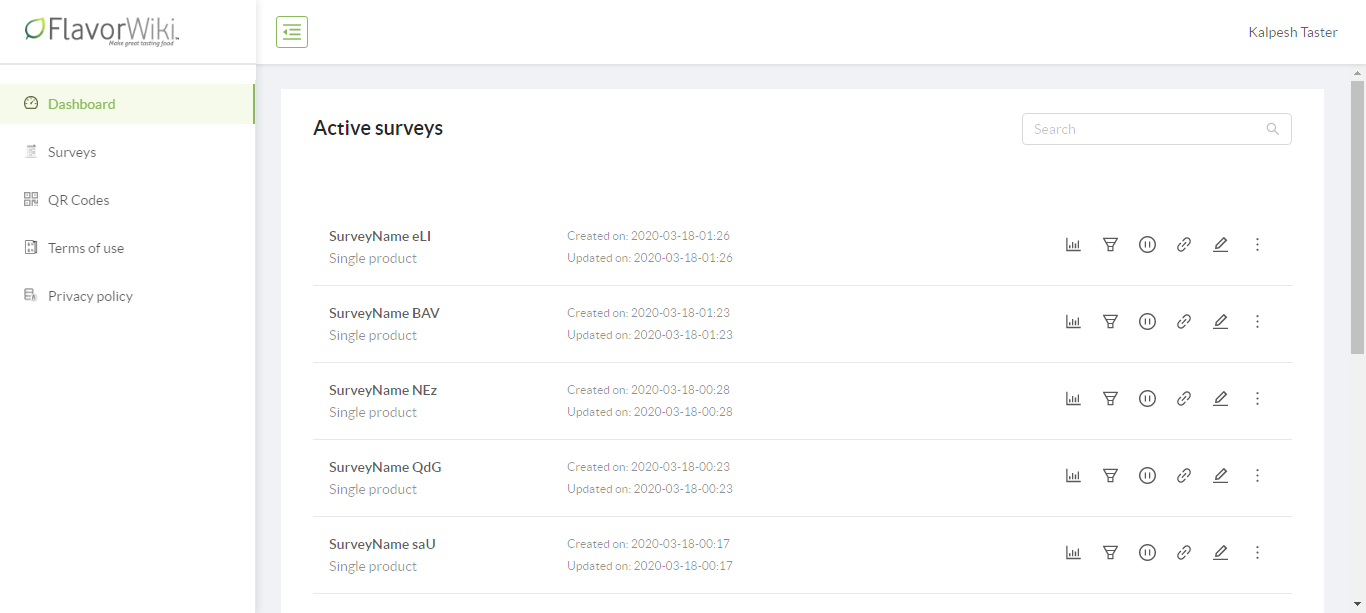 FlavorWiki
Make great tasting food
Kalpesh Taster
Dashboard
Surveys
QR Codes
Terms of use
Privacy policy
Active surveys
Search
SurveyName eLI
Single product
Created on: 2020-03-18-01:26
Updated on: 2020-03-18-01:26
SurveyName BAV
Single product
Created on: 2020-03-18-01:23
Updated on: 2020-03-18-01:23
SurveyName NEz
Single product
Created on: 2020-03-18-00:28
Updated on: 2020-03-18-00:28
SurveyName QdG
Single product
Created on: 2020-03-18-00:23
Updated on: 2020-03-18-00:23
SurveyName saU
Single product
Created on: 2020-03-18-00:17
Updated on: 2020-03-18-00:17